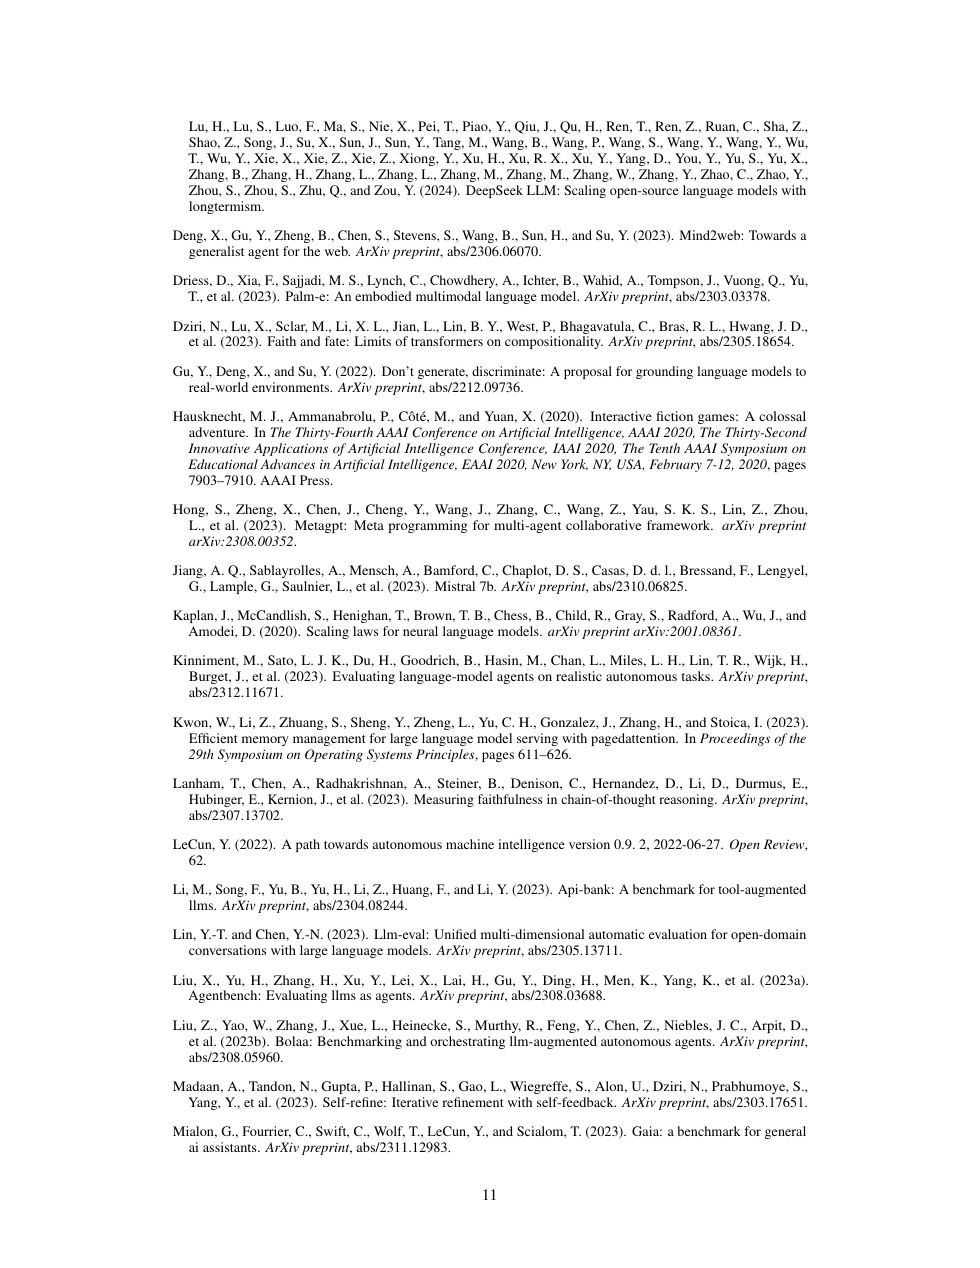 Lu, H., Lu, S., Luo, F., Ma, S., Nie, X., Pei, T., Piao, Y., Qiu, J., Qu, H., Ren, T., Ren, Z., Ruan, C., Sha, Z.,
Shao, Z., Song, J., Su, X., Sun, J., Sun, Y., Tang, M., Wang, B., Wang, P., Wang, S., Wang, Y., Wang, Y., Wu,
T., Wu, Y., Xie, X., Xie, Z., Xie, Z., Xiong, Y., Xu, H., Xu, R. X., Xu, Y., Yang, D., You, Y., Yu, S., Yu, X.,
Zhang, B., Zhang, H., Zhang, L., Zhang, L., Zhang, M., Zhang, M., Zhang, W., Zhang, Y., Zhao, C., Zhao, Y.,
Zhou, S., Zhou, S., Zhu, Q., and Zou, Y. (2024). DeepSeek LLM: Scaling open-source language models with
longtermism.
Deng, X., Gu, Y., Zheng, B., Chen, S., Stevens, S., Wang, B., Sun, H., and Su, Y. (2023). Mind2web: Towards a
generalist agent for the web. ArXiv preprint, abs/2306.06070.
Driess, D., Xia, F., Sajjadi, M. S., Lynch, C., Chowdhery, A., Ichter, B., Wahid, A., Tompson, J., Vuong, Q., Yu,
T., et al. (2023). Palm-e: An embodied multimodal language model. ArXiv preprint, abs/2303.03378.
Dziri, N., Lu, X., Sclar, M., Li, X. L., Jian, L., Lin, B. Y., West, P., Bhagavatula, C., Bras, R. L., Hwang, J. D.,
et al. (2023). Faith and fate: Limits of transformers on compositionality. ArXiv preprint, abs/2305.18654.
Gu, Y., Deng, X., and Su, Y. (2022). Don't generate, discriminate: A proposal for grounding language models to
real-world environments. ArXiv preprint, abs/2212.09736.
Hausknecht, M. J., Ammanabrolu, P., Côté, M., and Yuan, X. (2020). Interactive fiction games: A colossal
adventure. In The Thirty-Fourth AAAI Conference on Artificial Intelligence, AAAI 2020, The Thirty-Second
Innovative Applications of Artificial Intelligence Conference, IAAI 2020, The Tenth AAAI Symposium on
Educational Advances in Artificial Intelligence, EAAI 2020, New York, NY, USA, February 7-12, 2020, pages
7903–7910. AAAI Press.
Hong, S., Zheng, X., Chen, J., Cheng, Y., Wang, J., Zhang, C., Wang, Z., Yau, S. K. S., Lin, Z., Zhou,
L., et al. (2023). Metagpt: Meta programming for multi-agent collaborative framework. arXiv preprint
arXiv:2308.00352.
Jiang, A. Q., Sablayrolles, A., Mensch, A., Bamford, C., Chaplot, D. S., Casas, D. d. l., Bressand, F., Lengyel,
G., Lample, G., Saulnier, L., et al. (2023). Mistral 7b. ArXiv preprint, abs/2310.06825.
Kaplan, J., McCandlish, S., Henighan, T., Brown, T. B., Chess, B., Child, R., Gray, S., Radford, A., Wu, J., and
Amodei, D. (2020). Scaling laws for neural language models. arXiv preprint arXiv:2001.08361.
Kinniment, M., Sato, L. J. K., Du, H., Goodrich, B., Hasin, M., Chan, L., Miles, L. H., Lin, T. R., Wijk, H.,
Burget, J., et al. (2023). Evaluating language-model agents on realistic autonomous tasks. ArXiv preprint,
abs/2312.11671.
Kwon, W., Li, Z., Zhuang, S., Sheng, Y., Zheng, L., Yu, C. H., Gonzalez, J., Zhang, H., and Stoica, I. (2023).
Efficient memory management for large language model serving with pagedattention. In Proceedings of the
29th Symposium on Operating Systems Principles, pages 611–626.
Lanham, T., Chen, A., Radhakrishnan, A., Steiner, B., Denison, C., Hernandez, D., Li, D., Durmus, E.,
Hubinger, E., Kernion, J., et al. (2023). Measuring faithfulness in chain-of-thought reasoning. ArXiv preprint,
abs/2307.13702.
LeCun, Y. (2022). A path towards autonomous machine intelligence version 0.9. 2, 2022-06-27. Open Review,
62.
Li, M., Song, F., Yu, B., Yu, H., Li, Z., Huang, F., and Li, Y. (2023). Api-bank: A benchmark for tool-augmented
llms. ArXiv preprint, abs/2304.08244.
Lin, Y.-T. and Chen, Y.-N. (2023). Llm-eval: Unified multi-dimensional automatic evaluation for open-domain
conversations with large language models. ArXiv preprint, abs/2305.13711.
Liu, X., Yu, H., Zhang, H., Xu, Y., Lei, X., Lai, H., Gu, Y., Ding, H., Men, K., Yang, K., et al. (2023a).
Agentbench: Evaluating llms as agents. ArXiv preprint, abs/2308.03688.
Liu, Z., Yao, W., Zhang, J., Xue, L., Heinecke, S., Murthy, R., Feng, Y., Chen, Z., Niebles, J. C., Arpit, D.,
et al. (2023b). Bolaa: Benchmarking and orchestrating llm-augmented autonomous agents. ArXiv preprint,
abs/2308.05960.
Madaan, A., Tandon, N., Gupta, P., Hallinan, S., Gao, L., Wiegreffe, S., Alon, U., Dziri, N., Prabhumoye, S.,
Yang, Y., et al. (2023). Self-refine: Iterative refinement with self-feedback. ArXiv preprint, abs/2303.17651.
Mialon, G., Fourrier, C., Swift, C., Wolf, T., LeCun, Y., and Scialom, T. (2023). Gaia: a benchmark for general
ai assistants. ArXiv preprint, abs/2311.12983.
11